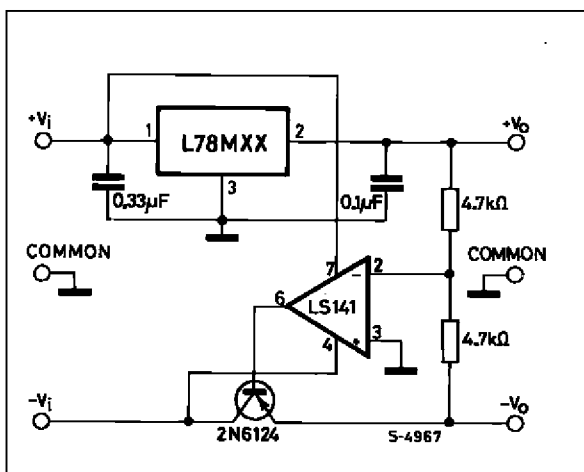 +Vi
1
L78MXX
2
+Vo
3
0.33µF
0.1µF
4.7kΩ
COMMON
COMMON
7
2
−
6
LS141
3
+
4
4.7kΩ
−Vi
−Vo
2N6124
S-4967